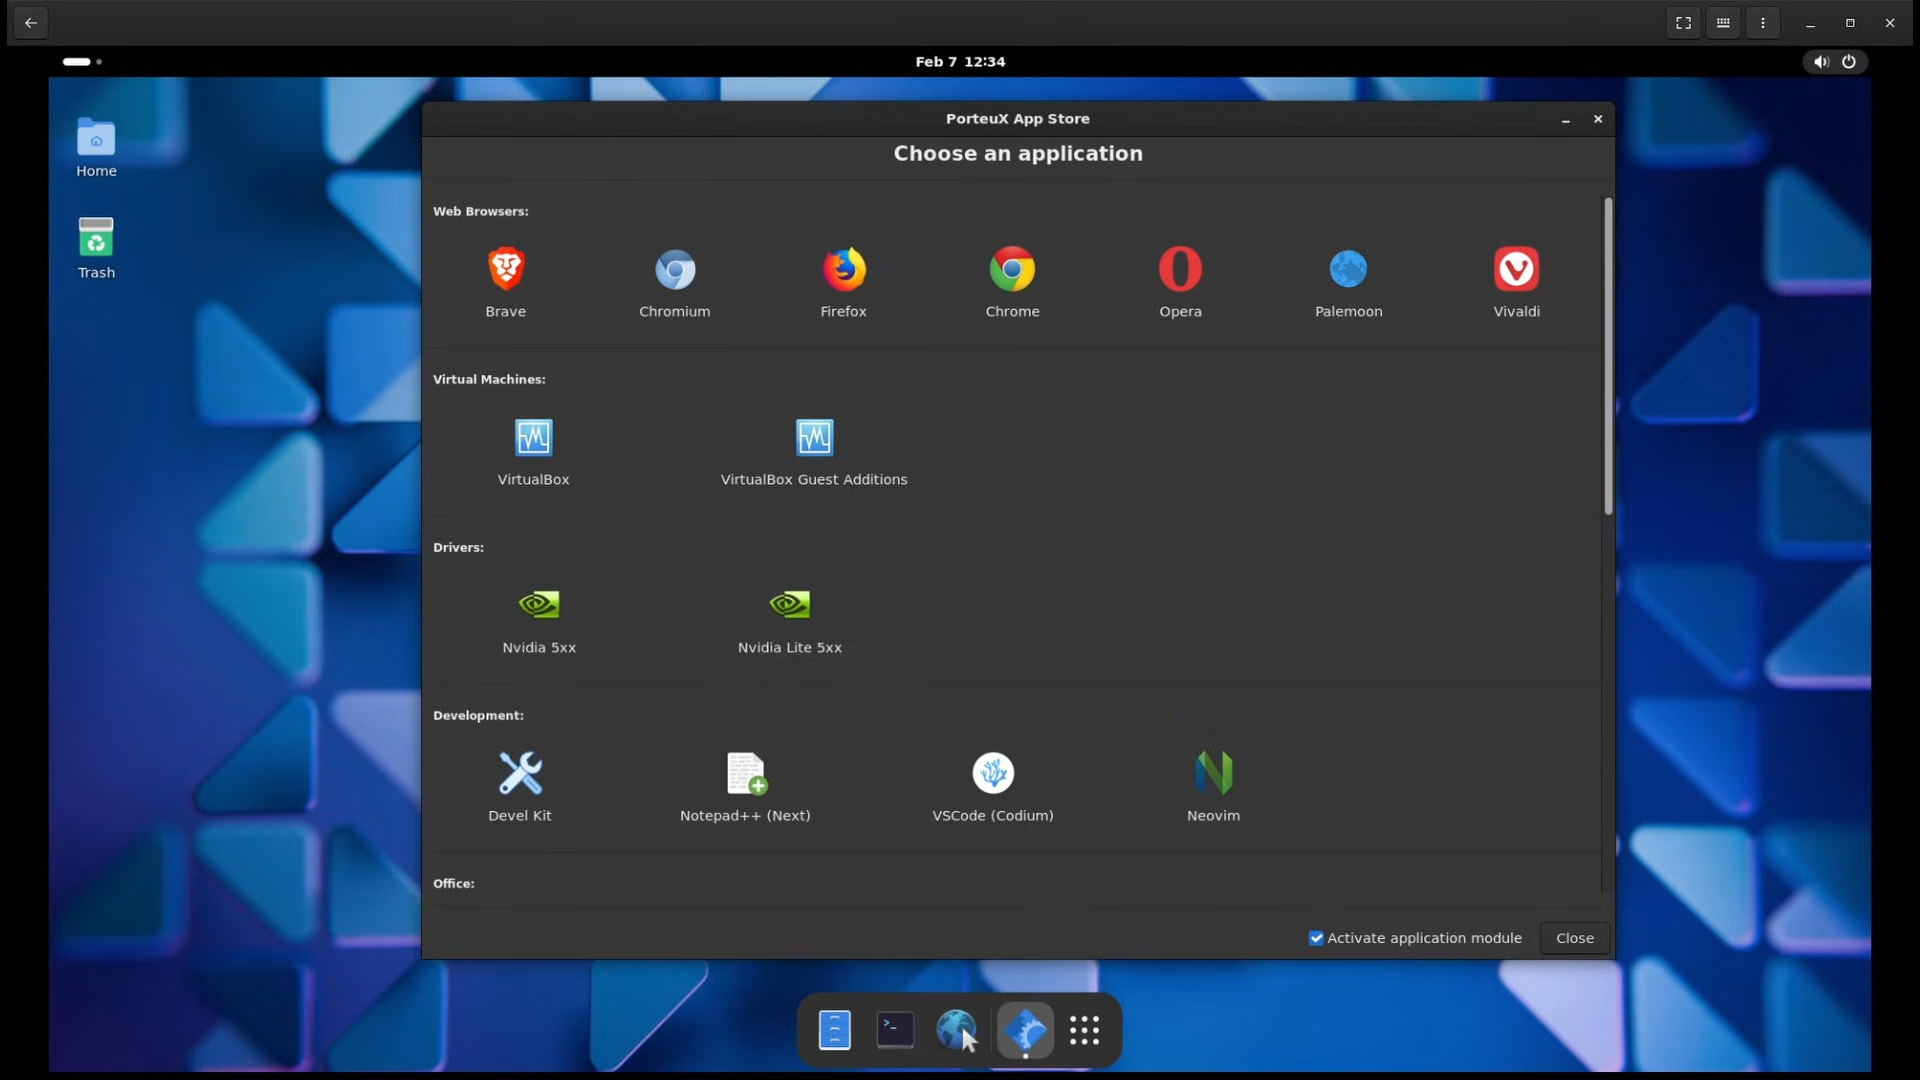 Feb 7 12:34
Home
Trash
PorteuX App Store
Choose an application
Web Browsers:
Brave Chromium Firefox Chrome Opera Palemoon Vivaldi
Virtual Machines:
VirtualBox VirtualBox Guest Additions
Drivers:
Nvidia 5xx Nvidia Lite 5xx
Development:
Devel Kit Notepad++ (Next) VSCode (Codium) Neovim
Office:
Activate application module Close